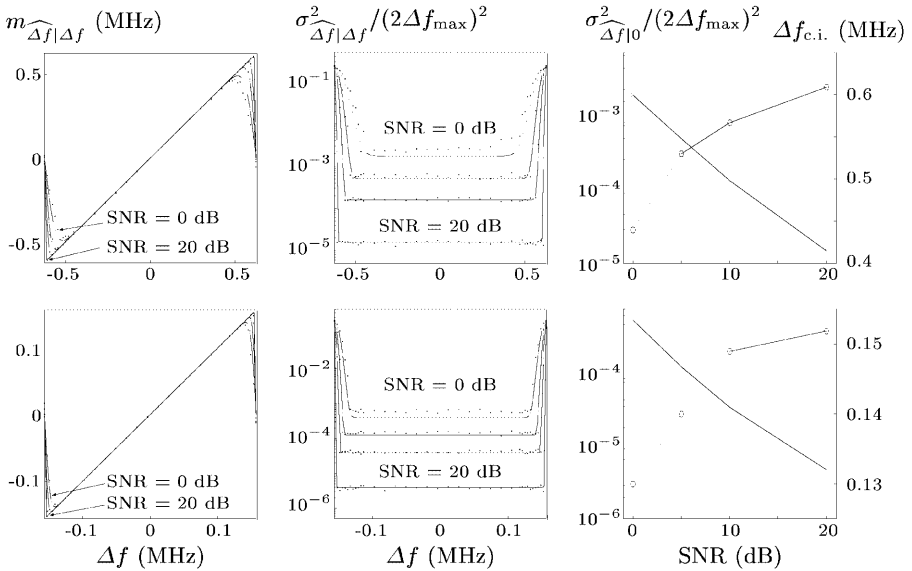 m_{\widehat{Δf}|Δf} (MHz)
σ²_{\widehat{Δf}|Δf}/(2Δf_max)²
σ²_{\widehat{Δf}|0}/(2Δf_max)²
Δf_c.i. (MHz)
0.5
0
-0.5
SNR = 0 dB
SNR = 20 dB
-0.5 0 0.5
10⁻¹
10⁻³
10⁻⁵
SNR = 0 dB
SNR = 20 dB
-0.5 0 0.5
10⁻³
10⁻⁴
10⁻⁵
0.6
0.5
0.4
0 10 20
0.1
0
-0.1
SNR = 0 dB
SNR = 20 dB
-0.1 0 0.1
Δf (MHz)
10⁻²
10⁻⁴
10⁻⁶
SNR = 0 dB
SNR = 20 dB
-0.1 0 0.1
Δf (MHz)
10⁻⁴
10⁻⁵
10⁻⁶
0.15
0.14
0.13
0 10 20
SNR (dB)